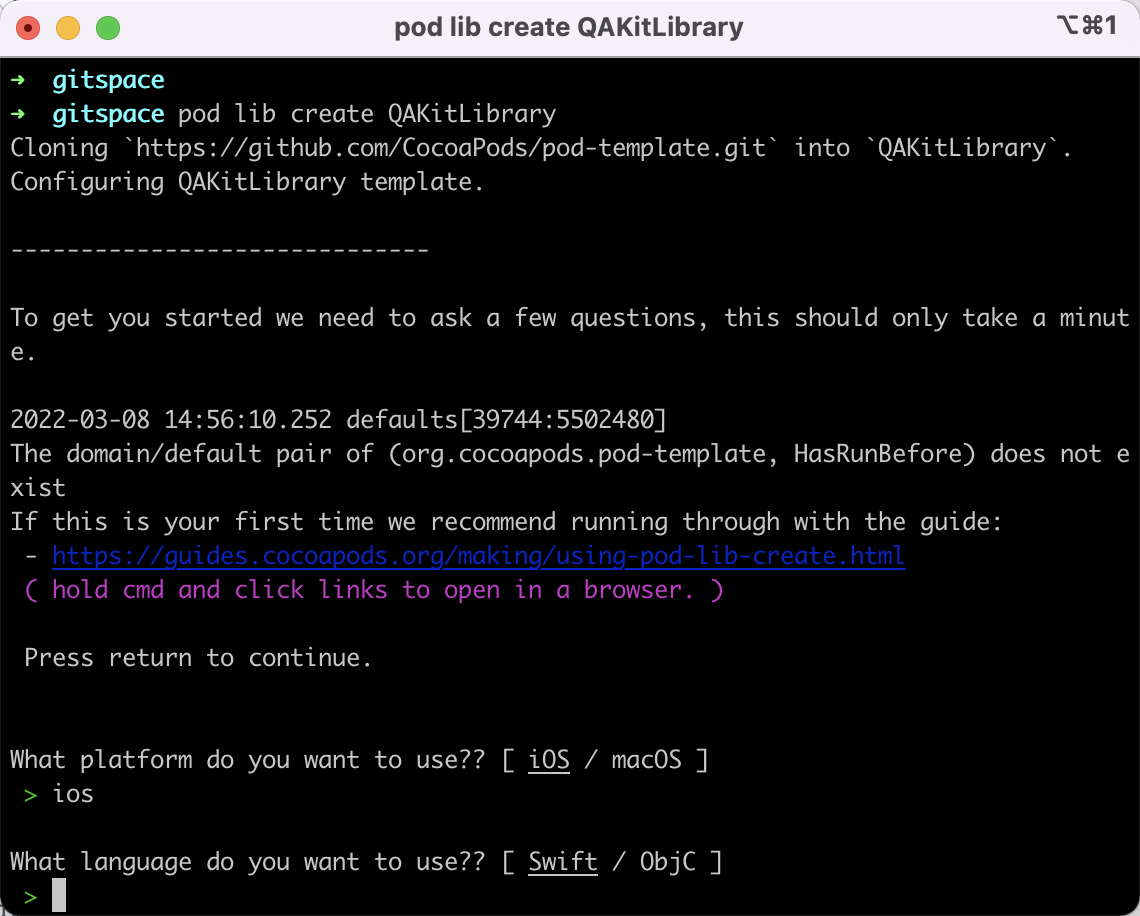 pod lib create QAKitLibrary
⌥⌘1
➜  gitspace
➜  gitspace pod lib create QAKitLibrary
Cloning `https://github.com/CocoaPods/pod-template.git` into `QAKitLibrary`.
Configuring QAKitLibrary template.
------------------------------
To get you started we need to ask a few questions, this should only take a minut
e.
2022-03-08 14:56:10.252 defaults[39744:5502480]
The domain/default pair of (org.cocoapods.pod-template, HasRunBefore) does not e
xist
If this is your first time we recommend running through with the guide:
 - https://guides.cocoapods.org/making/using-pod-lib-create.html
 ( hold cmd and click links to open in a browser. )
 Press return to continue.
What platform do you want to use?? [ iOS / macOS ]
 > ios
What language do you want to use?? [ Swift / ObjC ]
 >